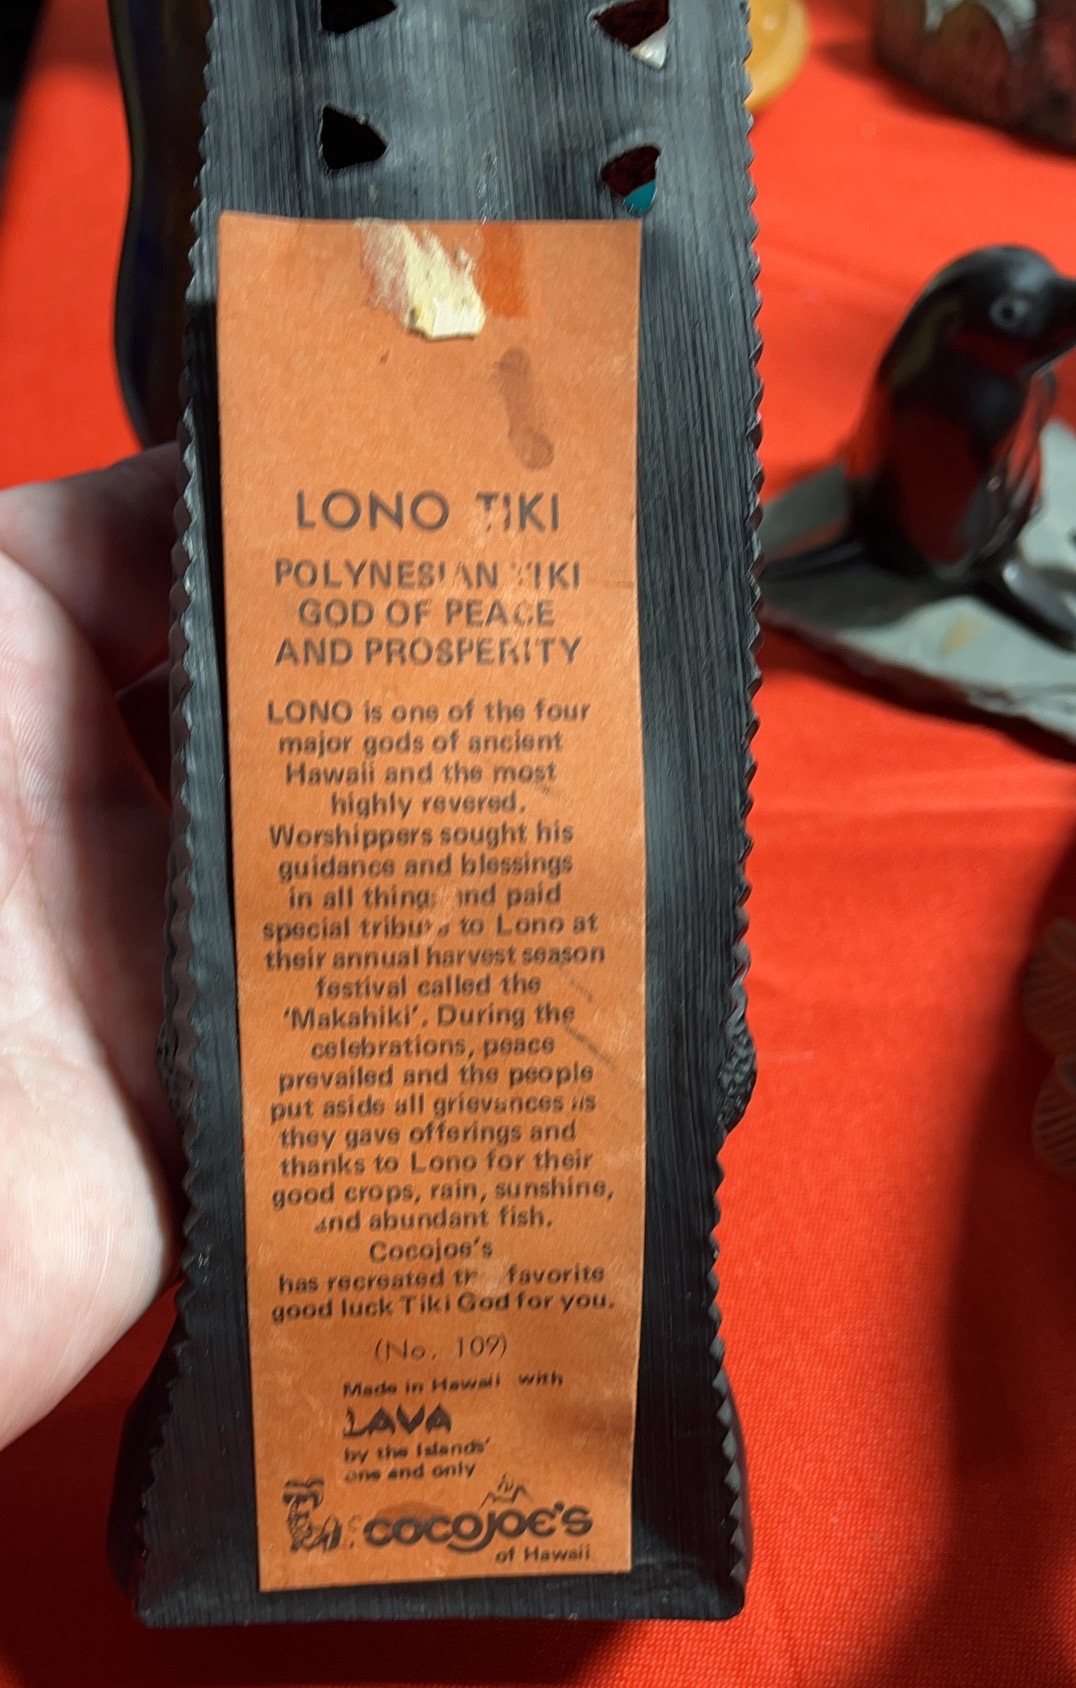 LONO TIKI
POLYNESIAN TIKI
GOD OF PEACE
AND PROSPERITY
LONO is one of the four
major gods of ancient
Hawaii and the most
highly revered.
Worshippers sought his
guidance and blessings
in all things and paid
special tribute to Lono at
their annual harvest season
festival called the
'Makahiki'. During the
celebrations, peace
prevailed and the people
put aside all grievances as
they gave offerings and
thanks to Lono for their
good crops, rain, sunshine,
and abundant fish.
Cocojoe's
has recreated favorite
good luck Tiki God for you.
(No. 109)
Made in Hawaii with
LAVA
by the Islands'
one and only
COCOJOE'S
of Hawaii